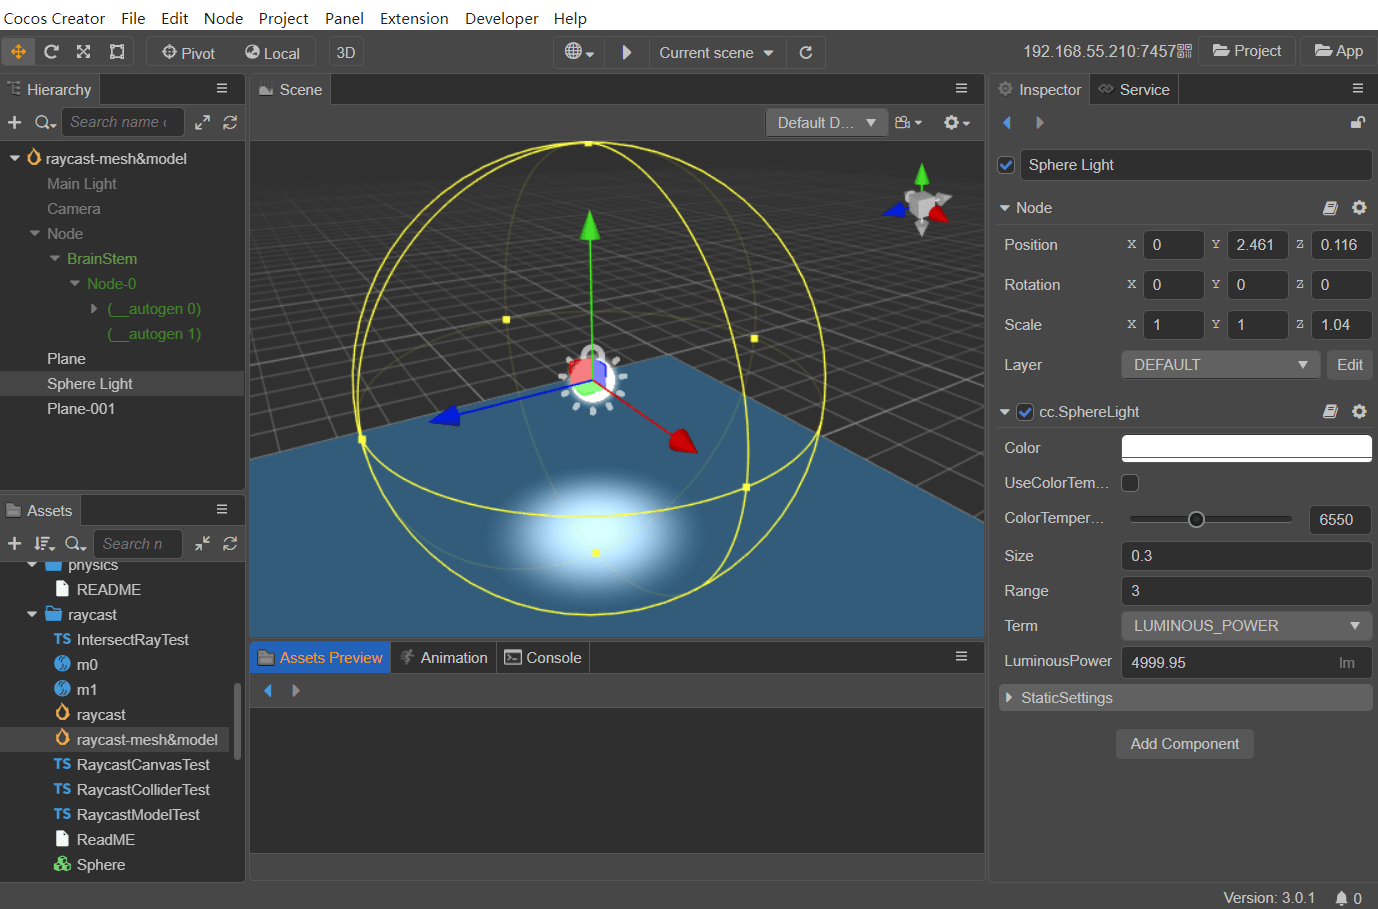 Cocos Creator File Edit Node Project Panel Extension Developer Help
Pivot Local 3D Current scene 192.168.55.210:7457 Project App
Hierarchy
Search name
raycast-mesh&model
Main Light
Camera
Node
BrainStem
Node-0
(__autogen 0)
(__autogen 1)
Plane
Sphere Light
Plane-001
Assets
Search n
physics
README
raycast
TS IntersectRayTest
m0
m1
raycast
raycast-mesh&model
TS RaycastCanvasTest
TS RaycastColliderTest
TS RaycastModelTest
ReadME
Sphere
Scene
Default D...
Assets Preview Animation Console
Inspector Service
Sphere Light
Node
Position X 0 Y 2.461 Z 0.116
Rotation X 0 Y 0 Z 0
Scale X 1 Y 1 Z 1.04
Layer DEFAULT Edit
cc.SphereLight
Color
UseColorTem...
ColorTemper... 6550
Size 0.3
Range 3
Term LUMINOUS_POWER
LuminousPower 4999.95 lm
StaticSettings
Add Component
Version: 3.0.1 0